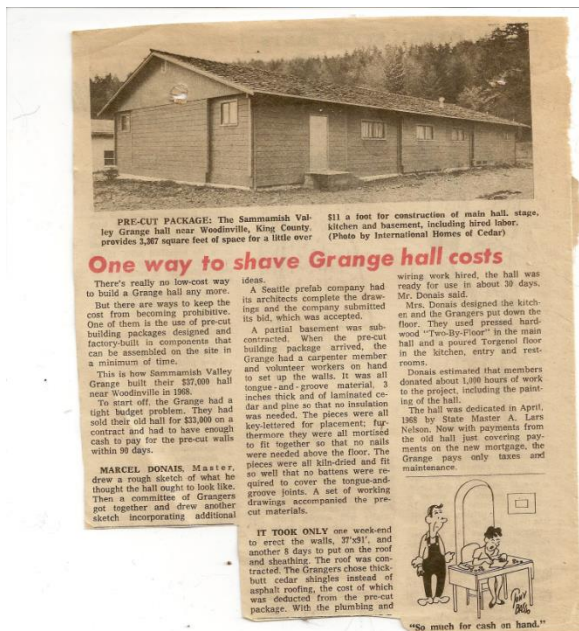 PRE-CUT PACKAGE: The Sammamish Val-
ley Grange hall near Woodinville, King County,
provides 3,367 square feet of space for a little over
$11 a foot for construction of main hall, stage,
kitchen and basement, including hired labor.
(Photo by International Homes of Cedar)
One way to shave Grange hall costs
There's really no low-cost way
to build a Grange hall any more.
But there are ways to keep the
cost from becoming prohibitive.
One of them is the use of pre-cut
building packages designed and
factory-built in components that
can be assembled on the site in
a minimum of time.
This is how Sammamish Valley
Grange built their $37,000 hall
near Woodinville in 1968.
To start off, the Grange had a
tight budget problem. They had
sold their old hall for $33,000 on a
contract and had to have enough
cash to pay for the pre-cut walls
within 90 days.
MARCEL DONAIS, Master,
drew a rough sketch of what he
thought the hall ought to look like.
Then a committee of Grangers
got together and drew another
sketch incorporating additional
ideas.
A Seattle prefab company had
its architects complete the draw-
ings and the company submitted
its bid, which was accepted.
A partial basement was sub-
contracted. When the pre-cut
building package arrived, the
Grange had a carpenter member
and volunteer workers on hand
to set up the walls. It was all
tongue-and-groove material, 3
inches thick and of laminated ce-
dar and pine so that no insulation
was needed. The pieces were all
key-lettered for placement; fur-
thermore they were all mortised
to fit together so that no nails
were needed above the floor. The
pieces were all kiln-dried and fit
so well that no battens were re-
quired to cover the tongue-and-
groove joints. A set of working
drawings accompanied the pre-
cut materials.
IT TOOK ONLY one week-end
to erect the walls, 37'x91', and
another 8 days to put on the roof
and sheathing. The roof was con-
tracted. The Grangers chose thick-
butt cedar shingles instead of
asphalt roofing, the cost of which
was deducted from the pre-cut
package. With the plumbing and
wiring work hired, the hall was
ready for use in about 30 days,
Mr. Donais said.
Mrs. Donais designed the kitch-
en and the Grangers put down the
floor. They used pressed hard-
wood "Two-By-Floor" in the main
hall and a poured Torgenol floor
in the kitchen, entry and rest-
rooms.
Donais estimated that members
donated about 1,000 hours of work
to the project, including the paint-
ing of the hall.
The hall was dedicated in April,
1968 by State Master A. Lars
Nelson. Now with payments from
the old hall just covering pay-
ments on the new mortgage, the
Grange pays only taxes and
maintenance.
"So much for cash on hand."